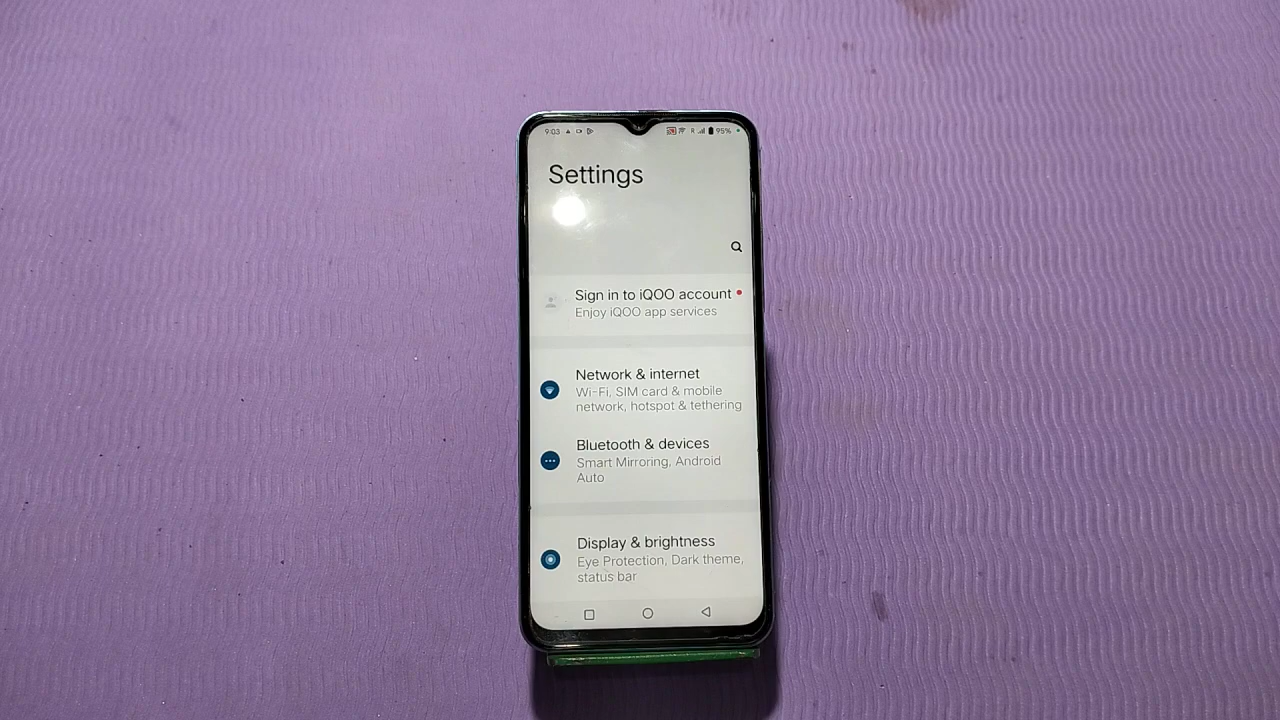 9:03
R 95%
Settings
Sign in to iQOO account
Enjoy iQOO app services
Network & internet
Wi-Fi, SIM card & mobile
network, hotspot & tethering
Bluetooth & devices
Smart Mirroring, Android
Auto
Display & brightness
Eye Protection, Dark theme,
status bar